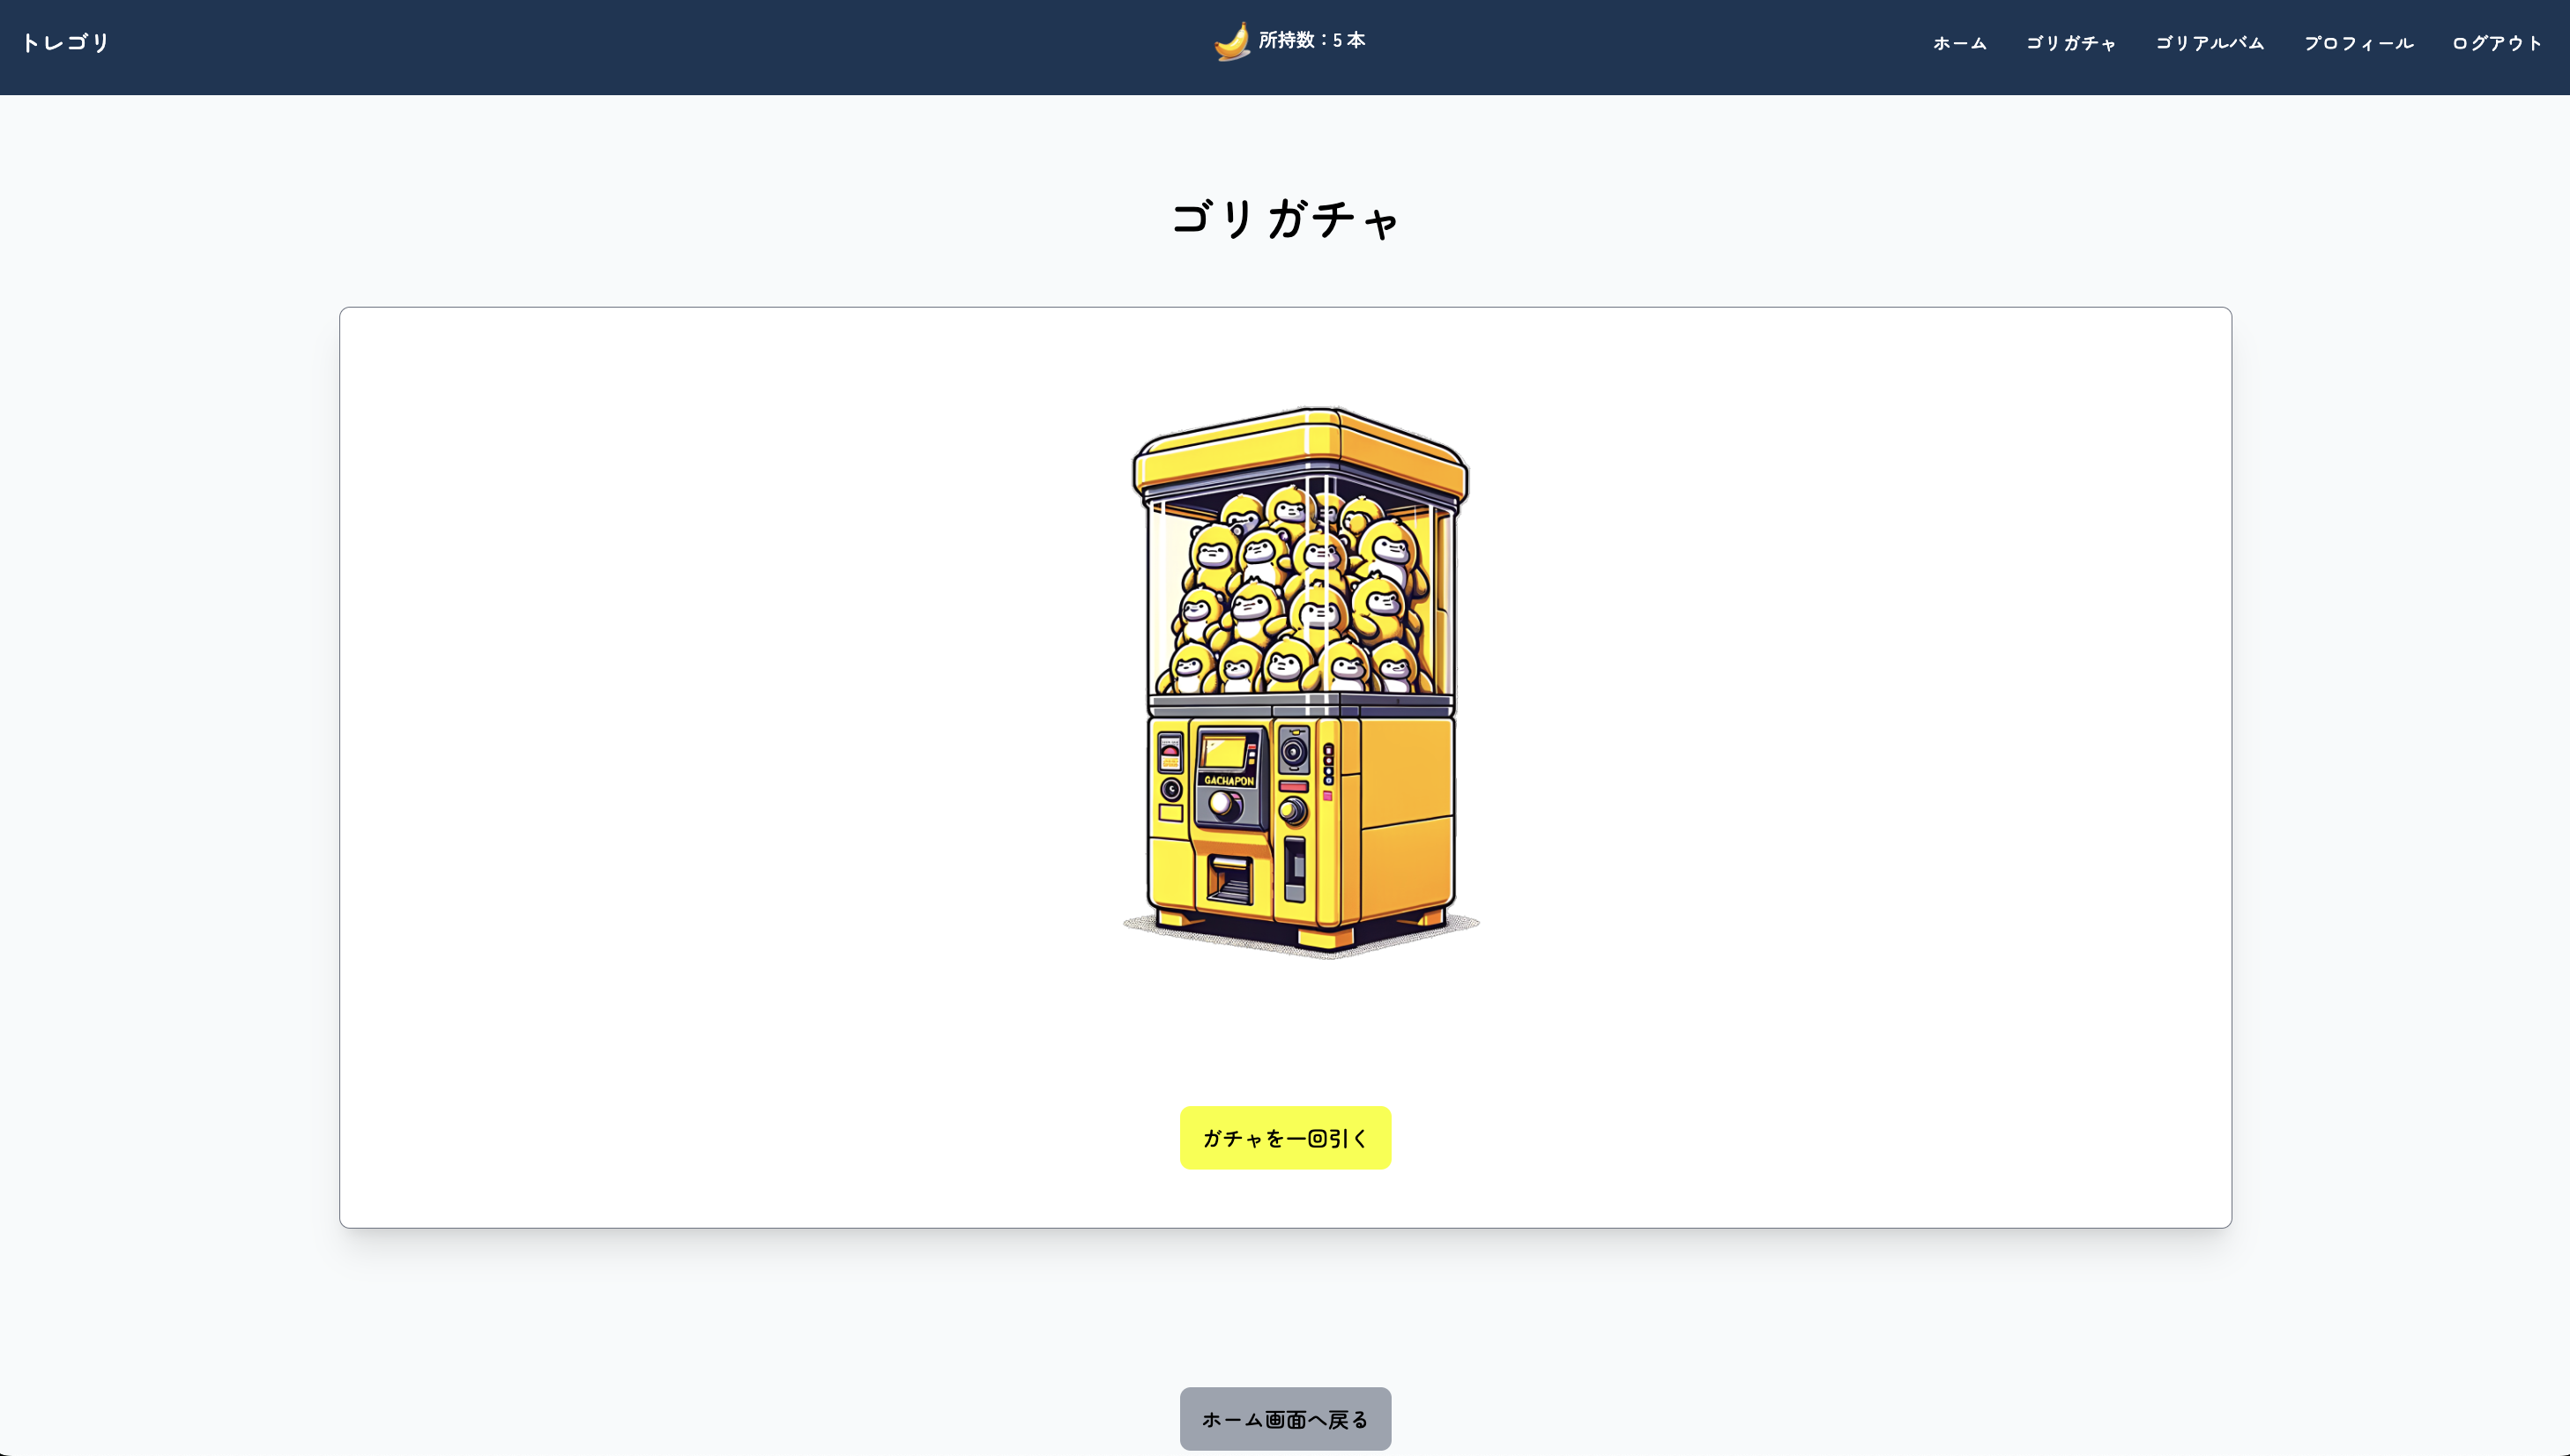 トレゴリ
所持数：5 本
ホーム ゴリガチャ ゴリアルバム プロフィール ログアウト
ゴリガチャ
GACHAPON
ガチャを一回引く
ホーム画面へ戻る